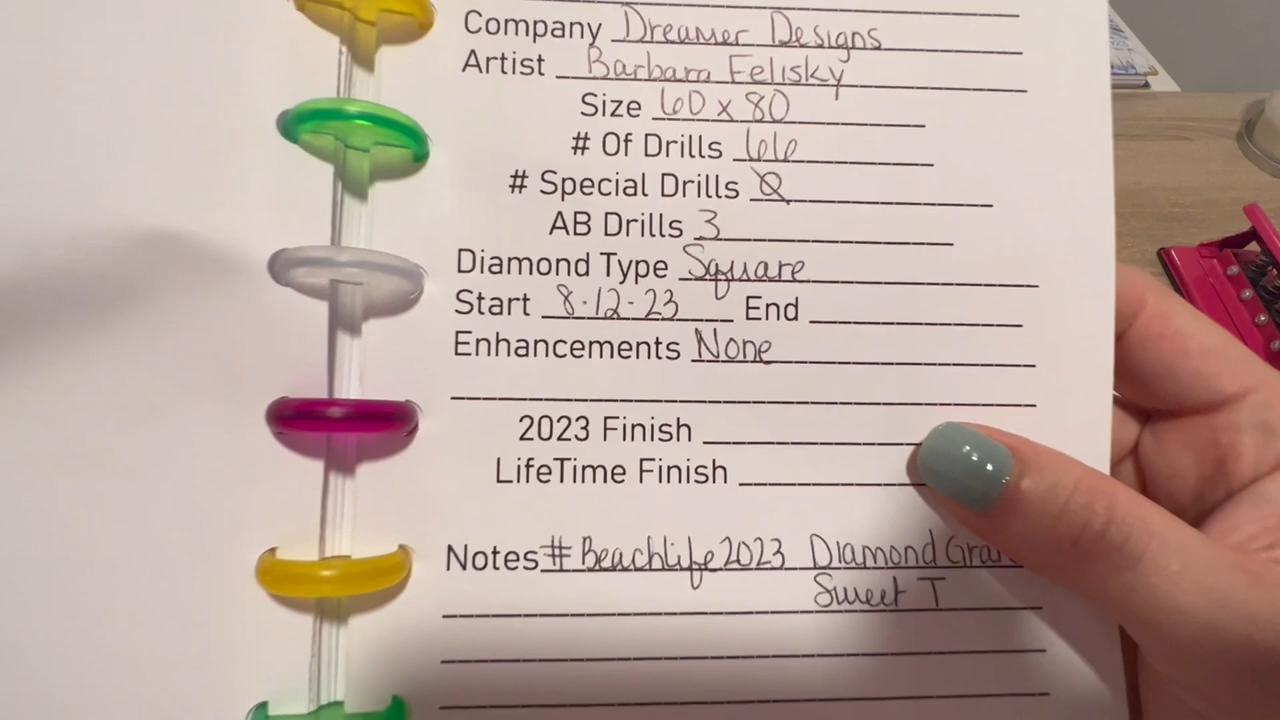 Company Dreamer Designs
Artist Barbara Felisky
Size 60 x 80
# Of Drills 66
# Special Drills Ø
AB Drills 3
Diamond Type Square
Start 8-12-23 End
Enhancements None
2023 Finish
LifeTime Finish
Notes #Beachlife2023 Diamond
Sweet T